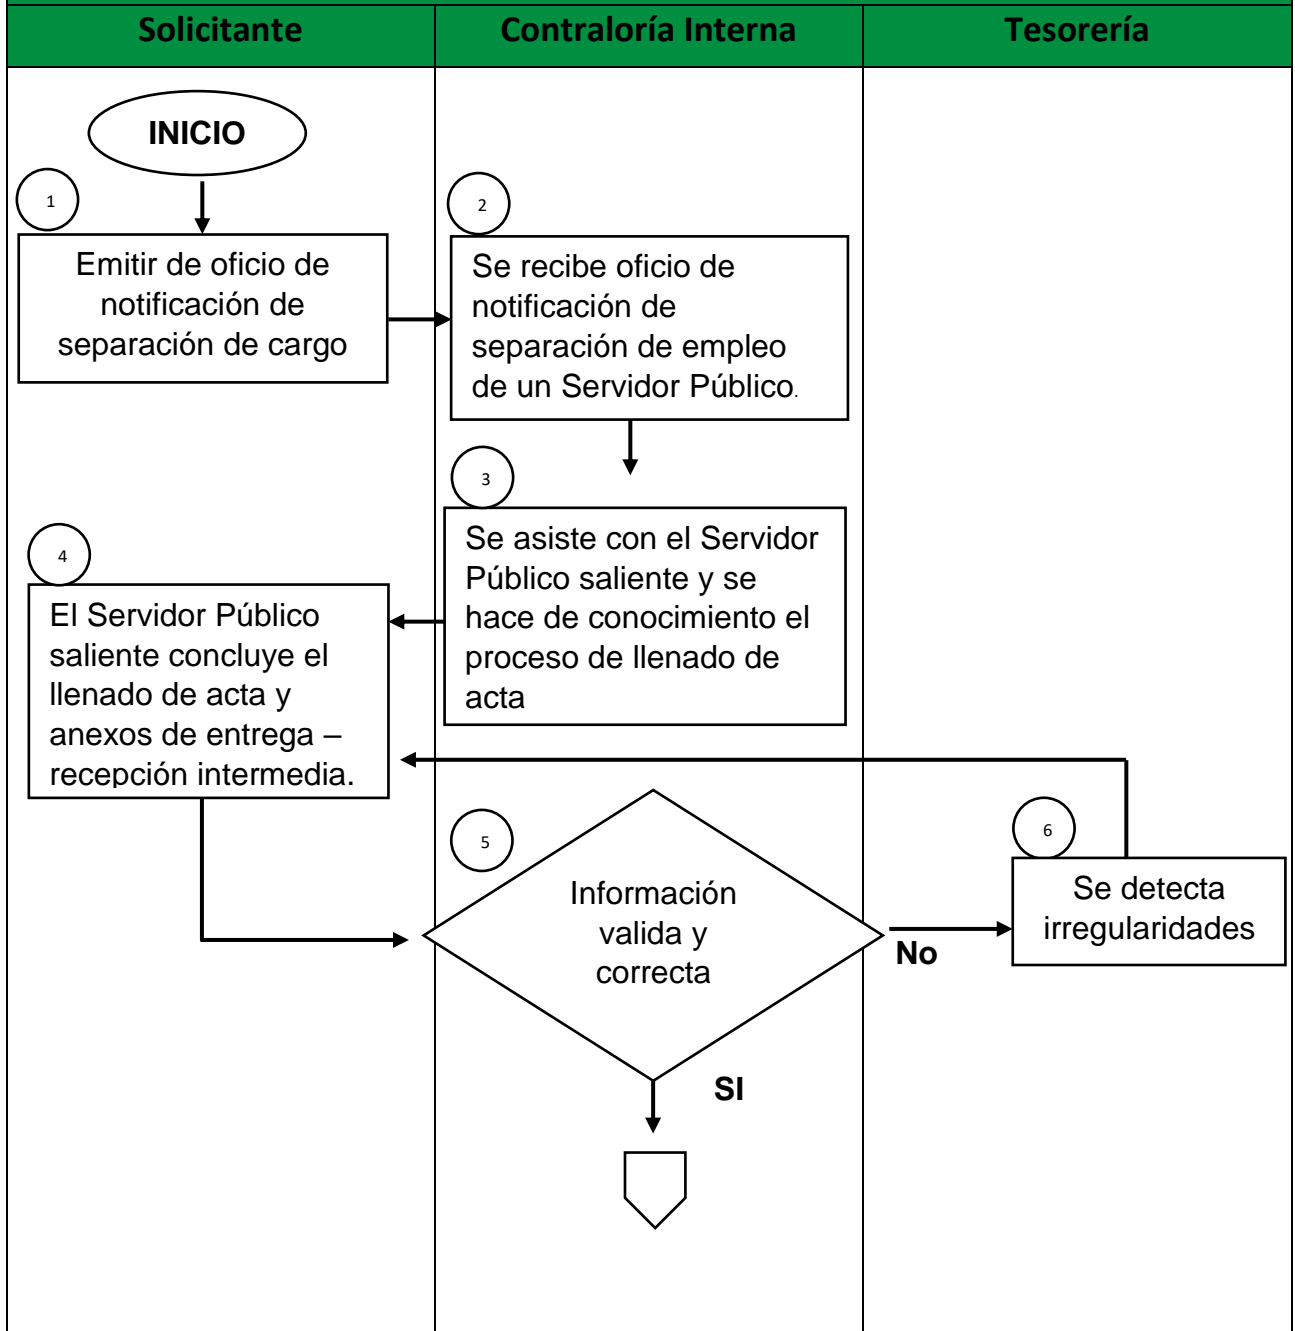 Solicitante
Contraloría Interna
Tesorería
INICIO
1
Emitir de oficio de
notificación de
separación de cargo
2
Se recibe oficio de
notificación de
separación de empleo
de un Servidor Público.
3
Se asiste con el Servidor
Público saliente y se
hace de conocimiento el
proceso de llenado de
acta
4
El Servidor Público
saliente concluye el
llenado de acta y
anexos de entrega –
recepción intermedia.
5
Información
valida y
correcta
No
6
Se detecta
irregularidades
SI